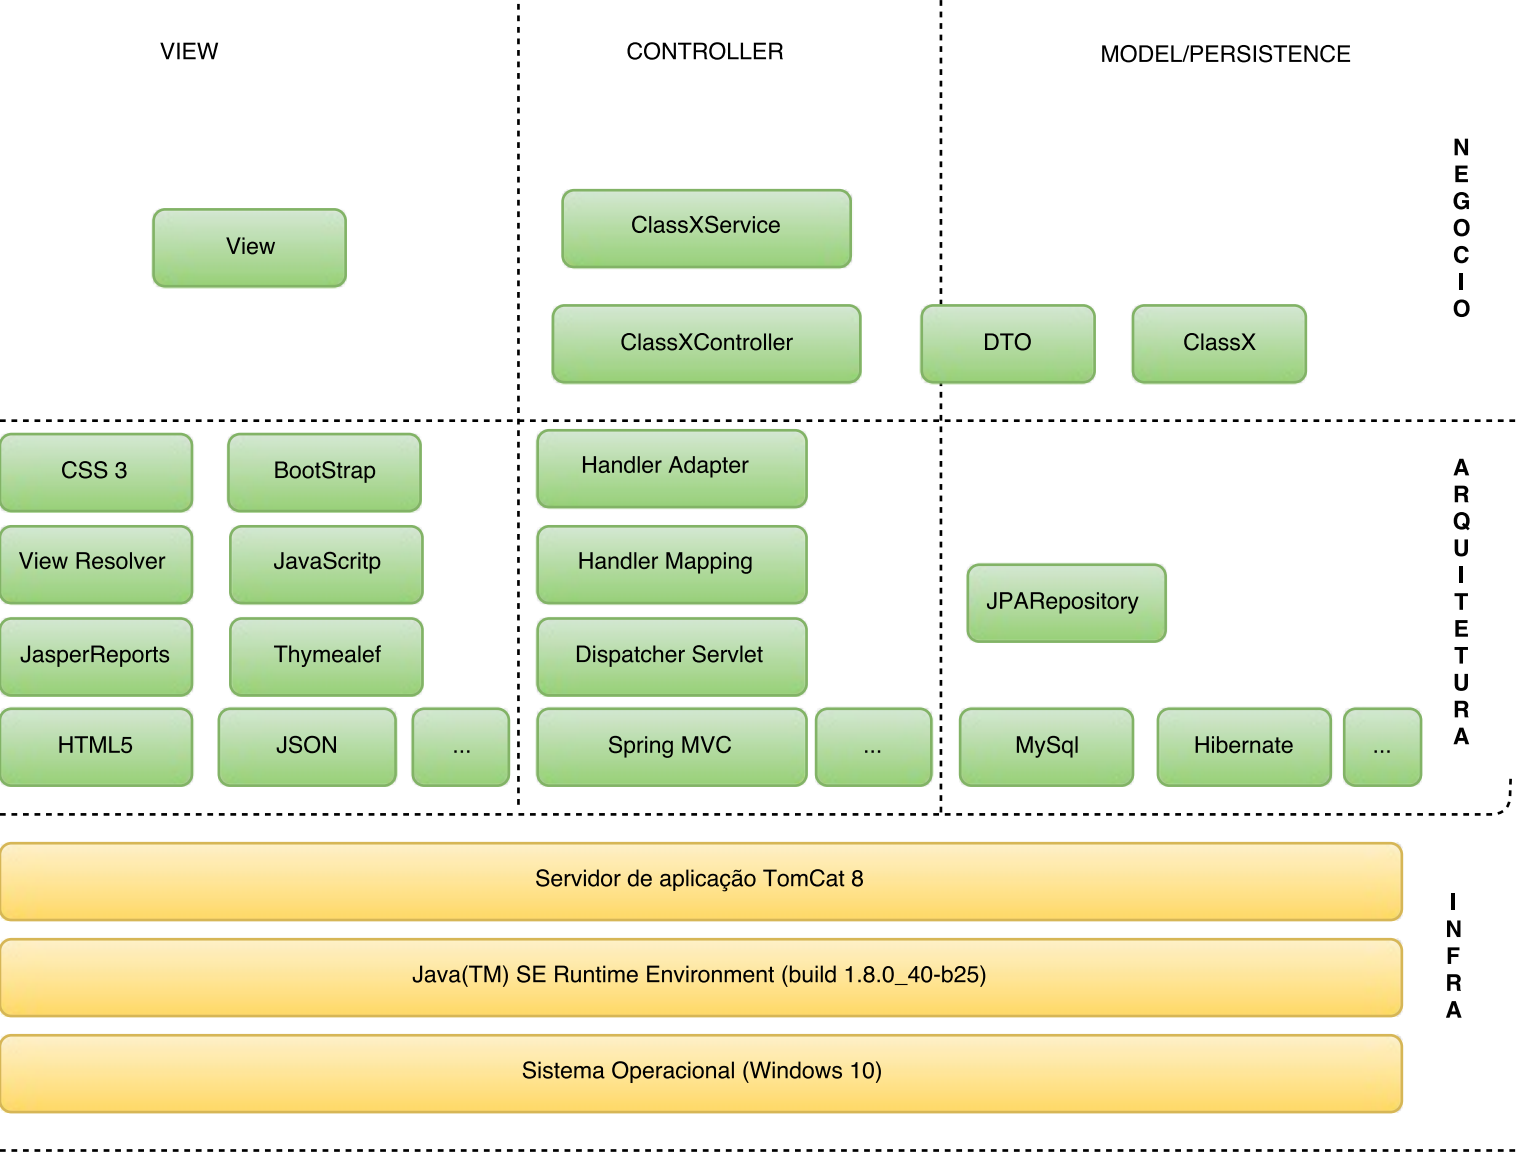 VIEW
CONTROLLER
MODEL/PERSISTENCE
NEGOCIO
View
ClassXService
ClassXController
DTO
ClassX
ARQUITETURA
CSS 3
BootStrap
Handler Adapter
View Resolver
JavaScritp
Handler Mapping
JPARepository
JasperReports
Thymealef
Dispatcher Servlet
HTML5
JSON
...
Spring MVC
...
MySql
Hibernate
...
INFRA
Servidor de aplicação TomCat 8
Java(TM) SE Runtime Environment (build 1.8.0_40-b25)
Sistema Operacional (Windows 10)